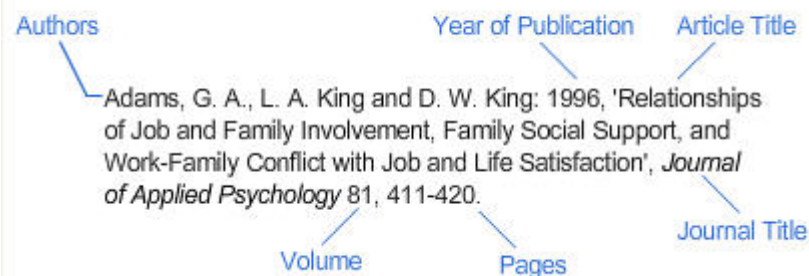 Authors
Year of Publication
Article Title
Adams, G. A., L. A. King and D. W. King: 1996, 'Relationships
of Job and Family Involvement, Family Social Support, and
Work-Family Conflict with Job and Life Satisfaction', Journal
of Applied Psychology 81, 411-420.
Journal Title
Volume
Pages